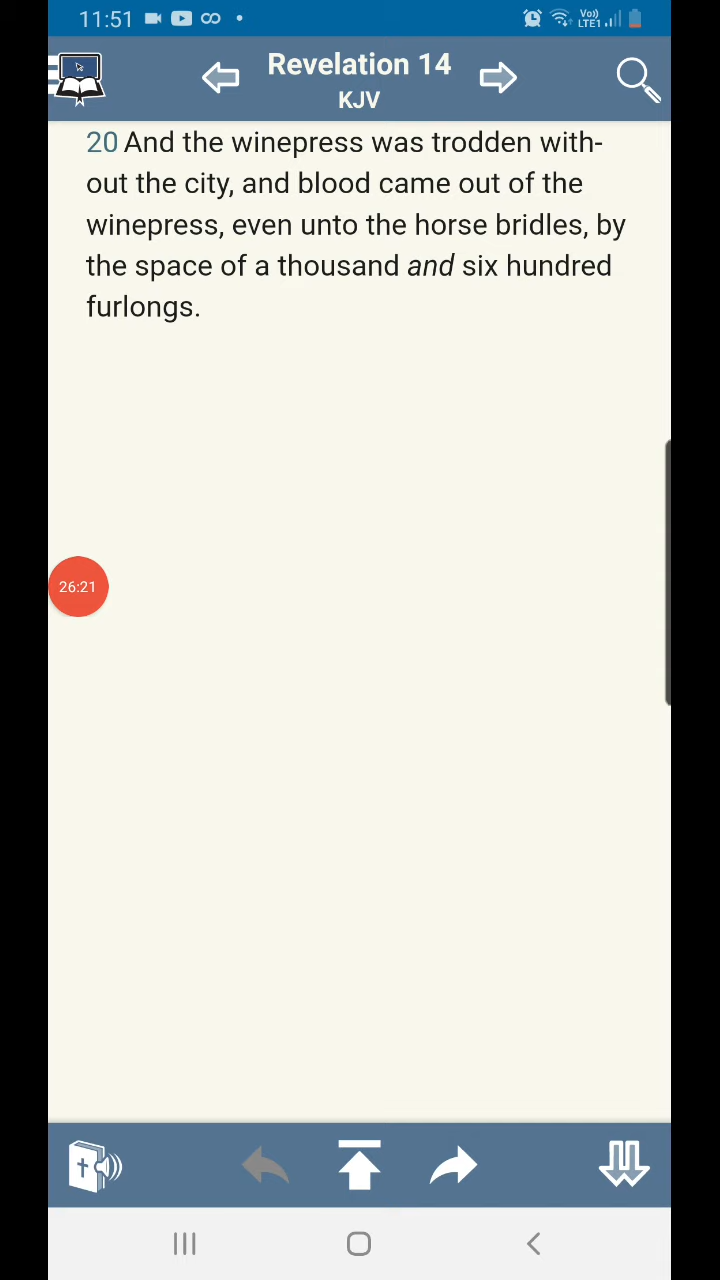 11:51
Vo)) LTE1
Revelation 14
KJV
20 And the winepress was trodden with-
out the city, and blood came out of the
winepress, even unto the horse bridles, by
the space of a thousand and six hundred
furlongs.
26:21